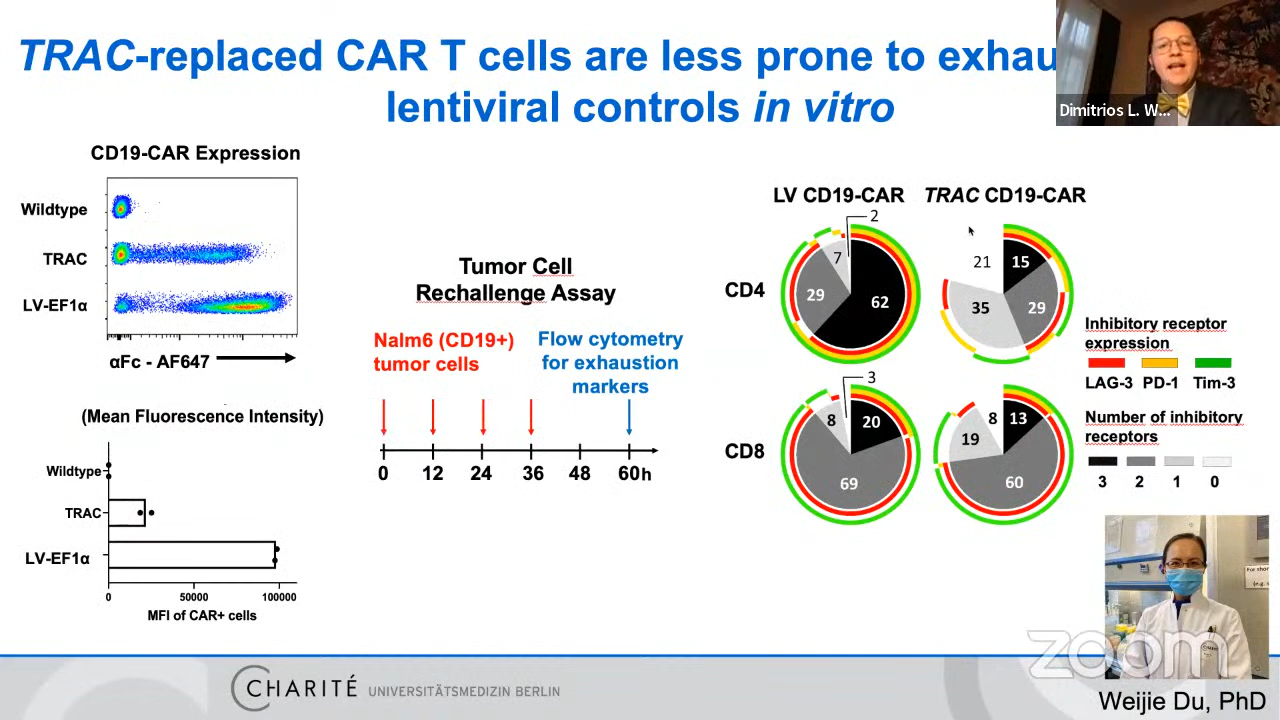 TRAC-replaced CAR T cells are less prone to exhau
lentiviral controls in vitro
Dimitrios L. W...
CD19-CAR Expression
Wildtype
TRAC
LV-EF1α
αFc - AF647
(Mean Fluorescence Intensity)
Wildtype
TRAC
LV-EF1α
0 50000 100000
MFI of CAR+ cells
Tumor Cell
Rechallenge Assay
Nalm6 (CD19+)
tumor cells
Flow cytometry
for exhaustion
markers
0 12 24 36 48 60h
LV CD19-CAR TRAC CD19-CAR
CD4
2
7
29
62
21
15
35
29
CD8
3
8
20
69
8
13
19
60
Inhibitory receptor
expression
LAG-3 PD-1 Tim-3
Number of inhibitory
receptors
3 2 1 0
zoom
CHARITÉ UNIVERSITÄTSMEDIZIN BERLIN
Weijie Du, PhD